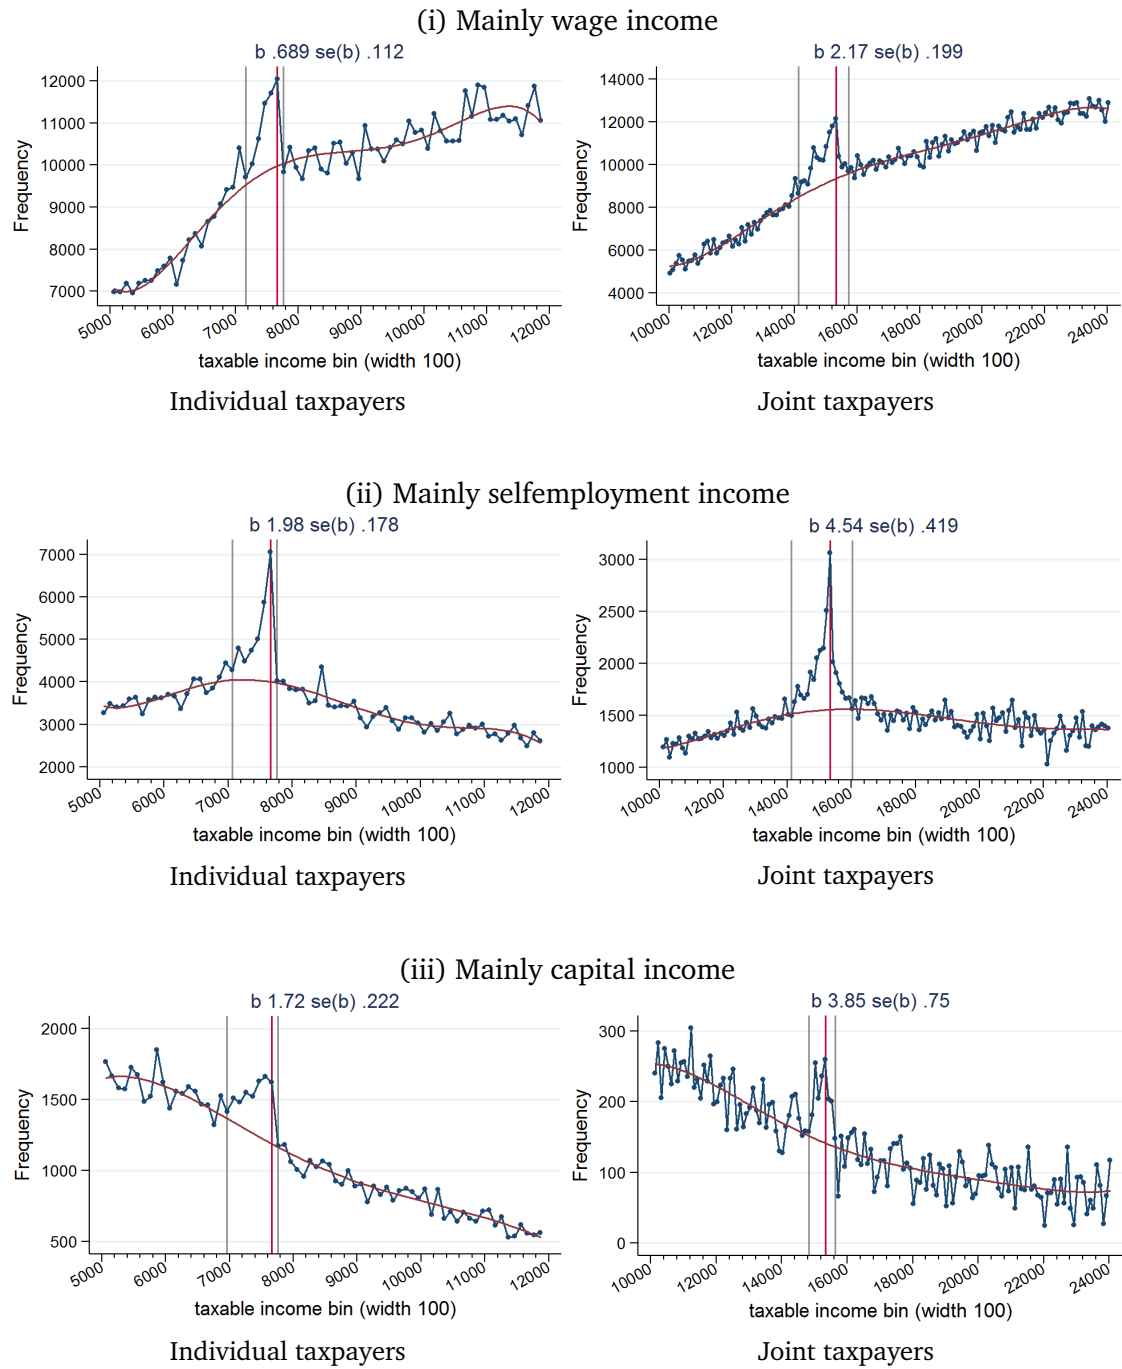 (i) Mainly wage income
b .689 se(b) .112
12000
11000
10000
9000
8000
7000
Frequency
5000 6000 7000 8000 9000 10000 11000 12000
taxable income bin (width 100)
Individual taxpayers
b 2.17 se(b) .199
14000
12000
10000
8000
6000
4000
Frequency
10000 12000 14000 16000 18000 20000 22000 24000
taxable income bin (width 100)
Joint taxpayers
(ii) Mainly selfemployment income
b 1.98 se(b) .178
7000
6000
5000
4000
3000
2000
Frequency
5000 6000 7000 8000 9000 10000 11000 12000
taxable income bin (width 100)
Individual taxpayers
b 4.54 se(b) .419
3000
2500
2000
1500
1000
Frequency
10000 12000 14000 16000 18000 20000 22000 24000
taxable income bin (width 100)
Joint taxpayers
(iii) Mainly capital income
b 1.72 se(b) .222
2000
1500
1000
500
Frequency
5000 6000 7000 8000 9000 10000 11000 12000
taxable income bin (width 100)
Individual taxpayers
b 3.85 se(b) .75
300
200
100
0
Frequency
10000 12000 14000 16000 18000 20000 22000 24000
taxable income bin (width 100)
Joint taxpayers